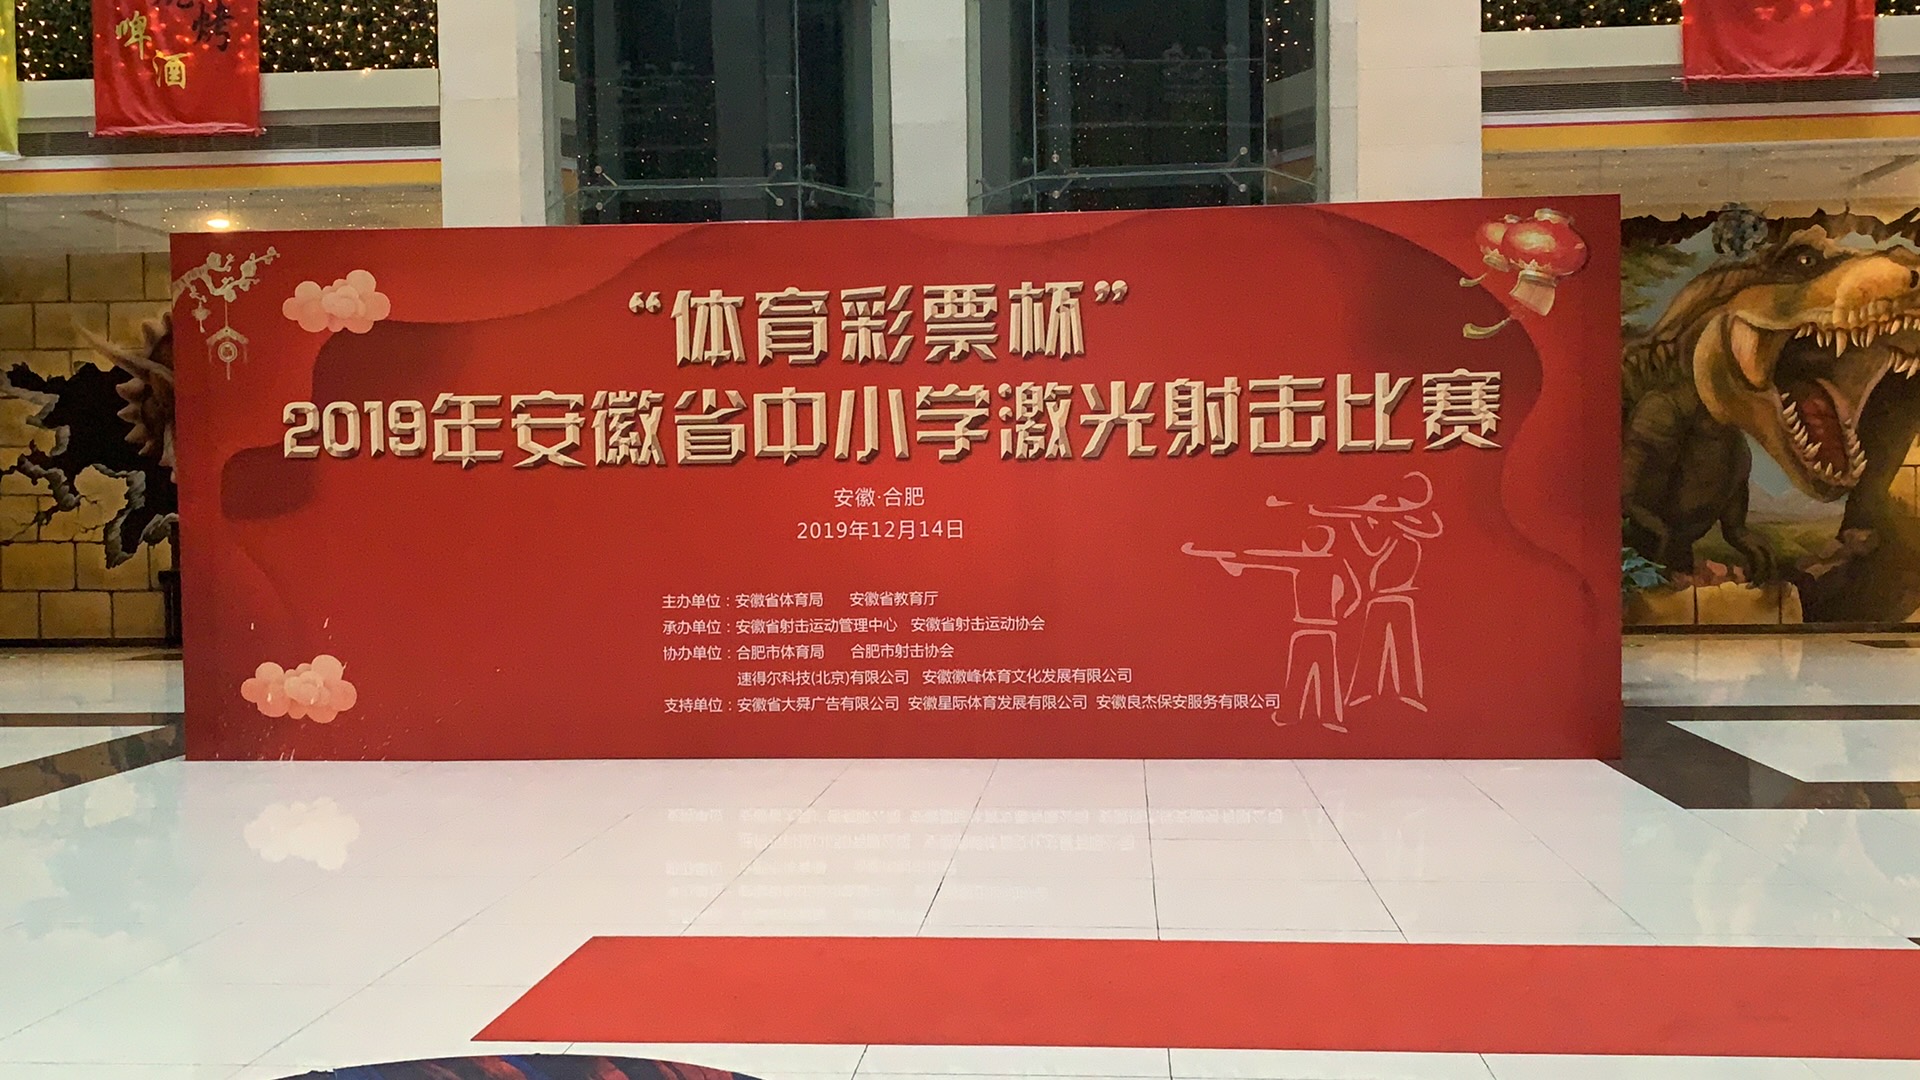 烤
啤
酒
“体育彩票杯”
2019年安徽省中小学激光射击比赛
安徽·合肥
2019年12月14日
主办单位：安徽省体育局 安徽省教育厅
承办单位：安徽省射击运动管理中心 安徽省射击运动协会
协办单位：合肥市体育局 合肥市射击协会
速得尔科技(北京)有限公司 安徽徽峰体育文化发展有限公司
支持单位：安徽省大舜广告有限公司 安徽星际体育发展有限公司 安徽良杰保安服务有限公司